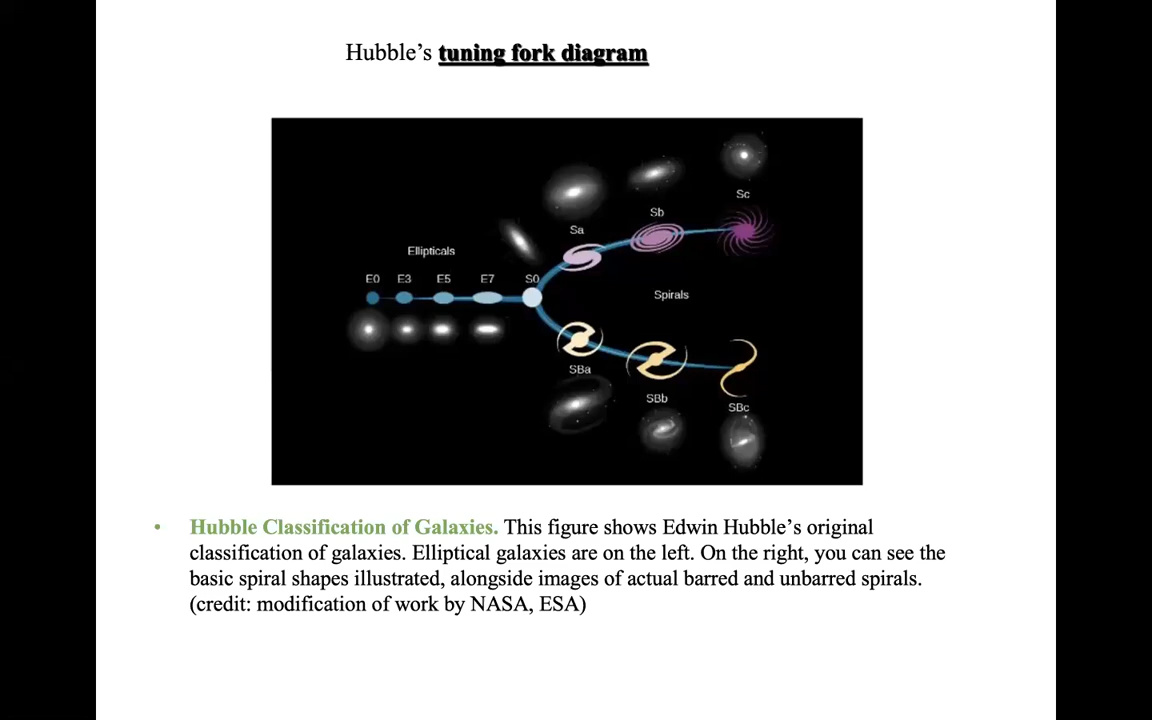 Hubble’s tuning fork diagram
Sc
Sb
Sa
Ellipticals
E0 E3 E5 E7 S0
Spirals
SBa
SBb
SBc
• Hubble Classification of Galaxies. This figure shows Edwin Hubble’s original
classification of galaxies. Elliptical galaxies are on the left. On the right, you can see the
basic spiral shapes illustrated, alongside images of actual barred and unbarred spirals.
(credit: modification of work by NASA, ESA)